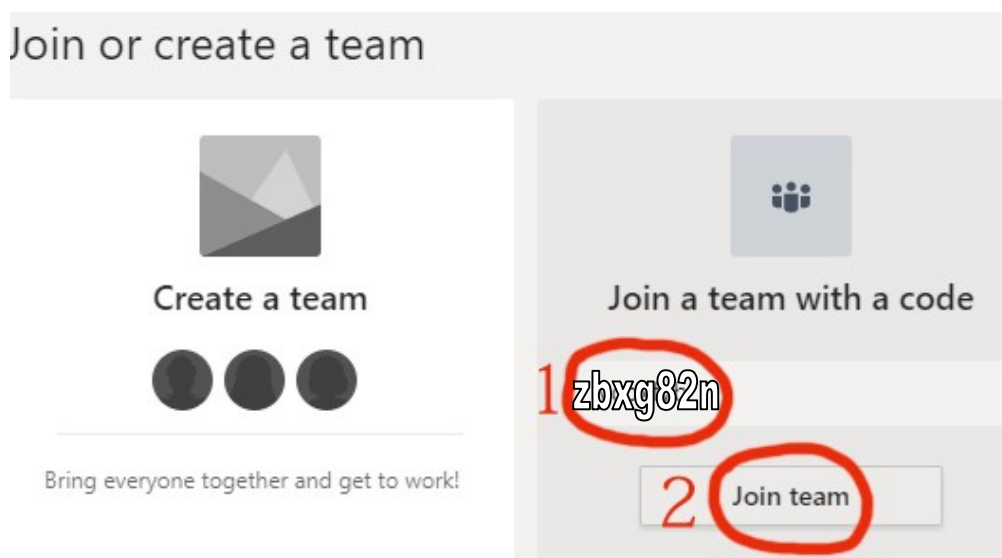 Join or create a team
Create a team
Bring everyone together and get to work!
Join a team with a code
1 zbxg82n
2 Join team